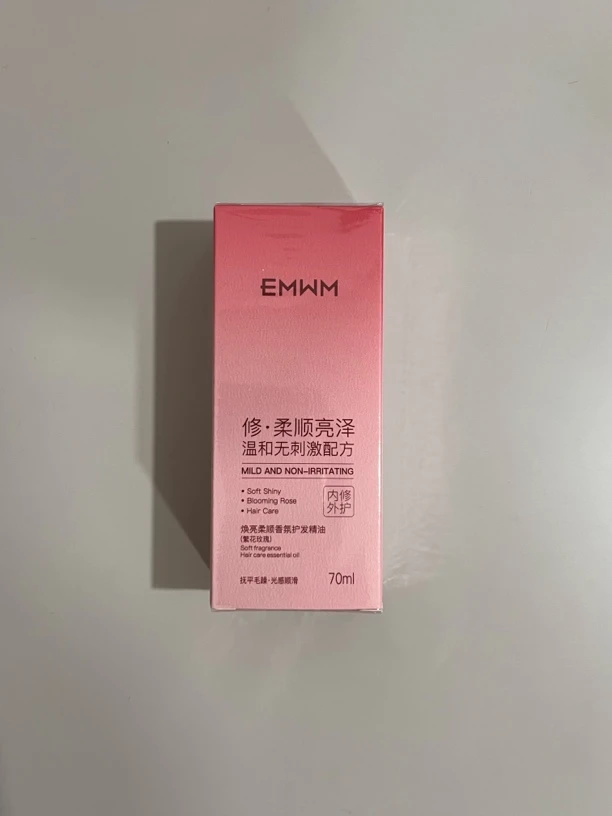 EMWM
修·柔顺亮泽
温和无刺激配方
MILD AND NON-IRRITATING
• Soft Shiny
• Blooming Rose
• Hair Care
内修
外护
焕亮柔顺香氛护发精油
(繁花玫瑰)
Soft fragrance
Hair care essential oil
抚平毛躁·光感顺滑
70ml